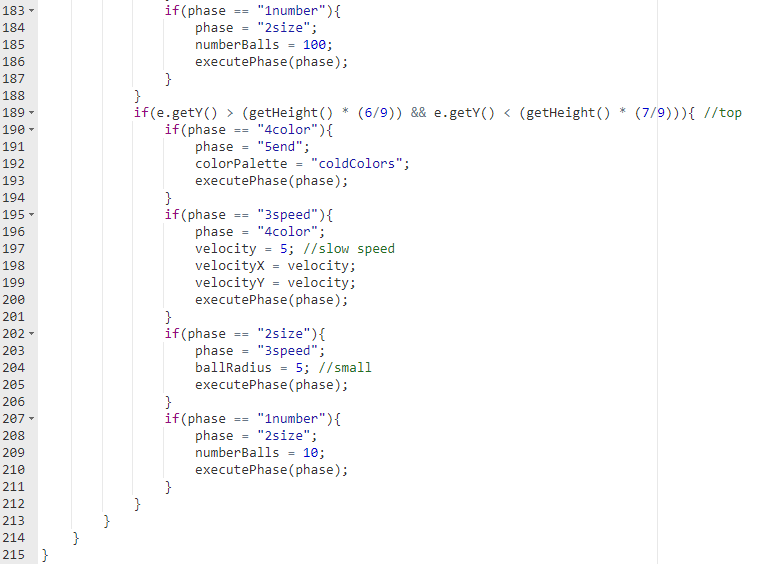 183 if(phase == "1number"){
184 phase = "2size";
185 numberBalls = 100;
186 executePhase(phase);
187 }
188 }
189 if(e.getY() > (getHeight() * (6/9)) && e.getY() < (getHeight() * (7/9))){ //top
190 if(phase == "4color"){
191 phase = "5end";
192 colorPalette = "coldColors";
193 executePhase(phase);
194 }
195 if(phase == "3speed"){
196 phase = "4color";
197 velocity = 5; //slow speed
198 velocityX = velocity;
199 velocityY = velocity;
200 executePhase(phase);
201 }
202 if(phase == "2size"){
203 phase = "3speed";
204 ballRadius = 5; //small
205 executePhase(phase);
206 }
207 if(phase == "1number"){
208 phase = "2size";
209 numberBalls = 10;
210 executePhase(phase);
211 }
212 }
213 }
214 }
215 }